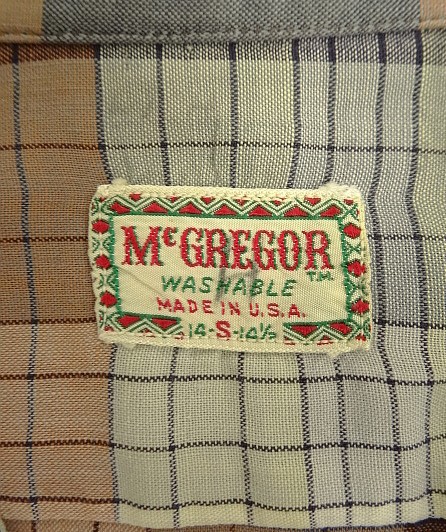 McGREGOR
TM
WASHABLE
MADE IN U.S.A.
14-S-14½